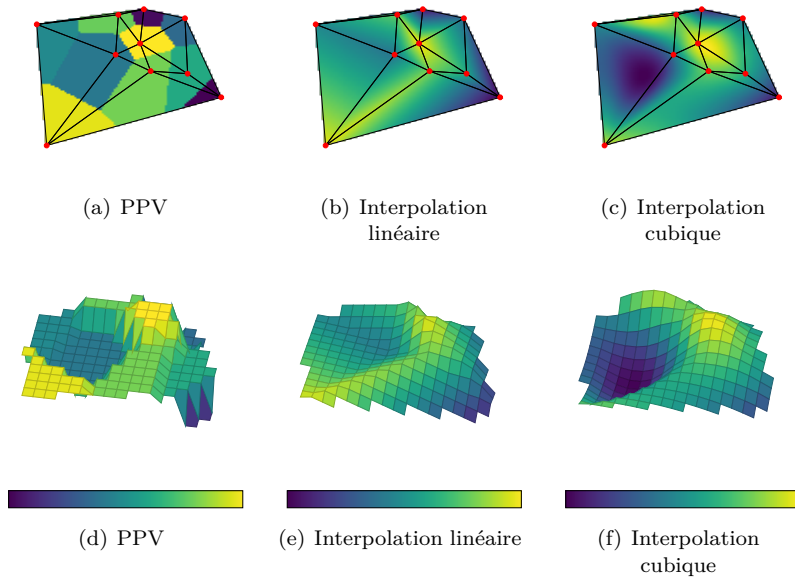 (a) PPV
(b) Interpolation
linéaire
(c) Interpolation
cubique
(d) PPV
(e) Interpolation linéaire
(f) Interpolation
cubique